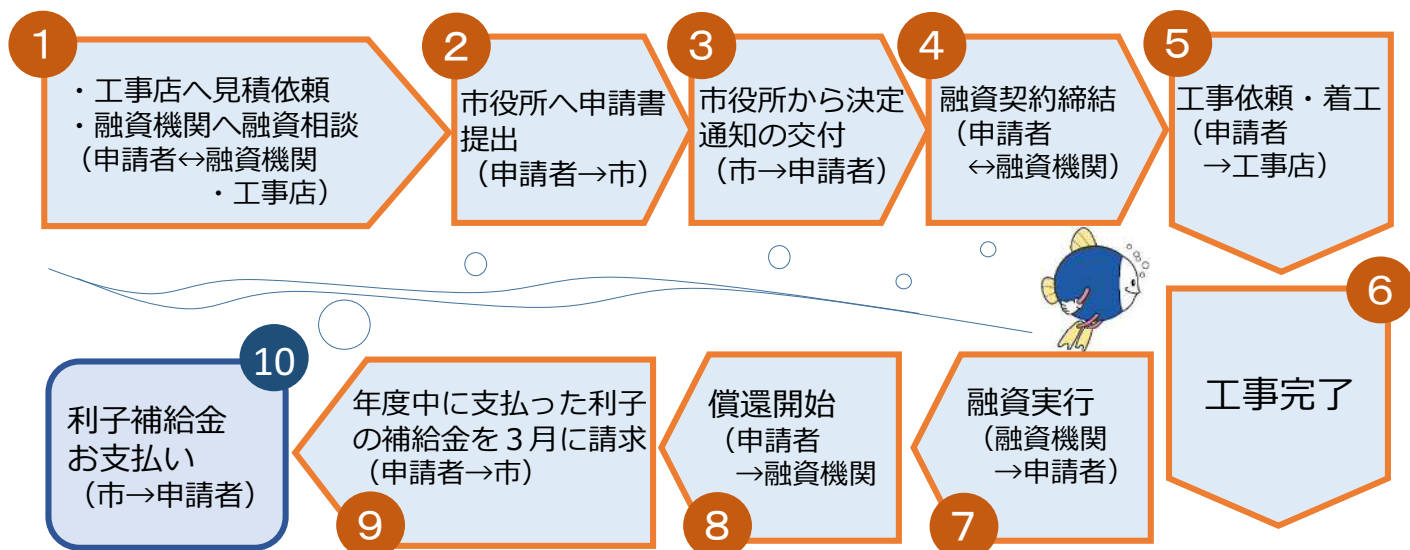 1
・工事店へ見積依頼
・融資機関へ融資相談
（申請者↔融資機関
・工事店）
2
市役所へ申請書
提出
（申請者→市）
3
市役所から決定
通知の交付
（市→申請者）
4
融資契約締結
（申請者
↔融資機関）
5
工事依頼・着工
（申請者
→工事店）
6
工事完了
7
融資実行
（融資機関
→申請者）
8
償還開始
（申請者
→融資機関
9
年度中に支払った利子
の補給金を３月に請求
（申請者→市）
10
利子補給金
お支払い
（市→申請者）